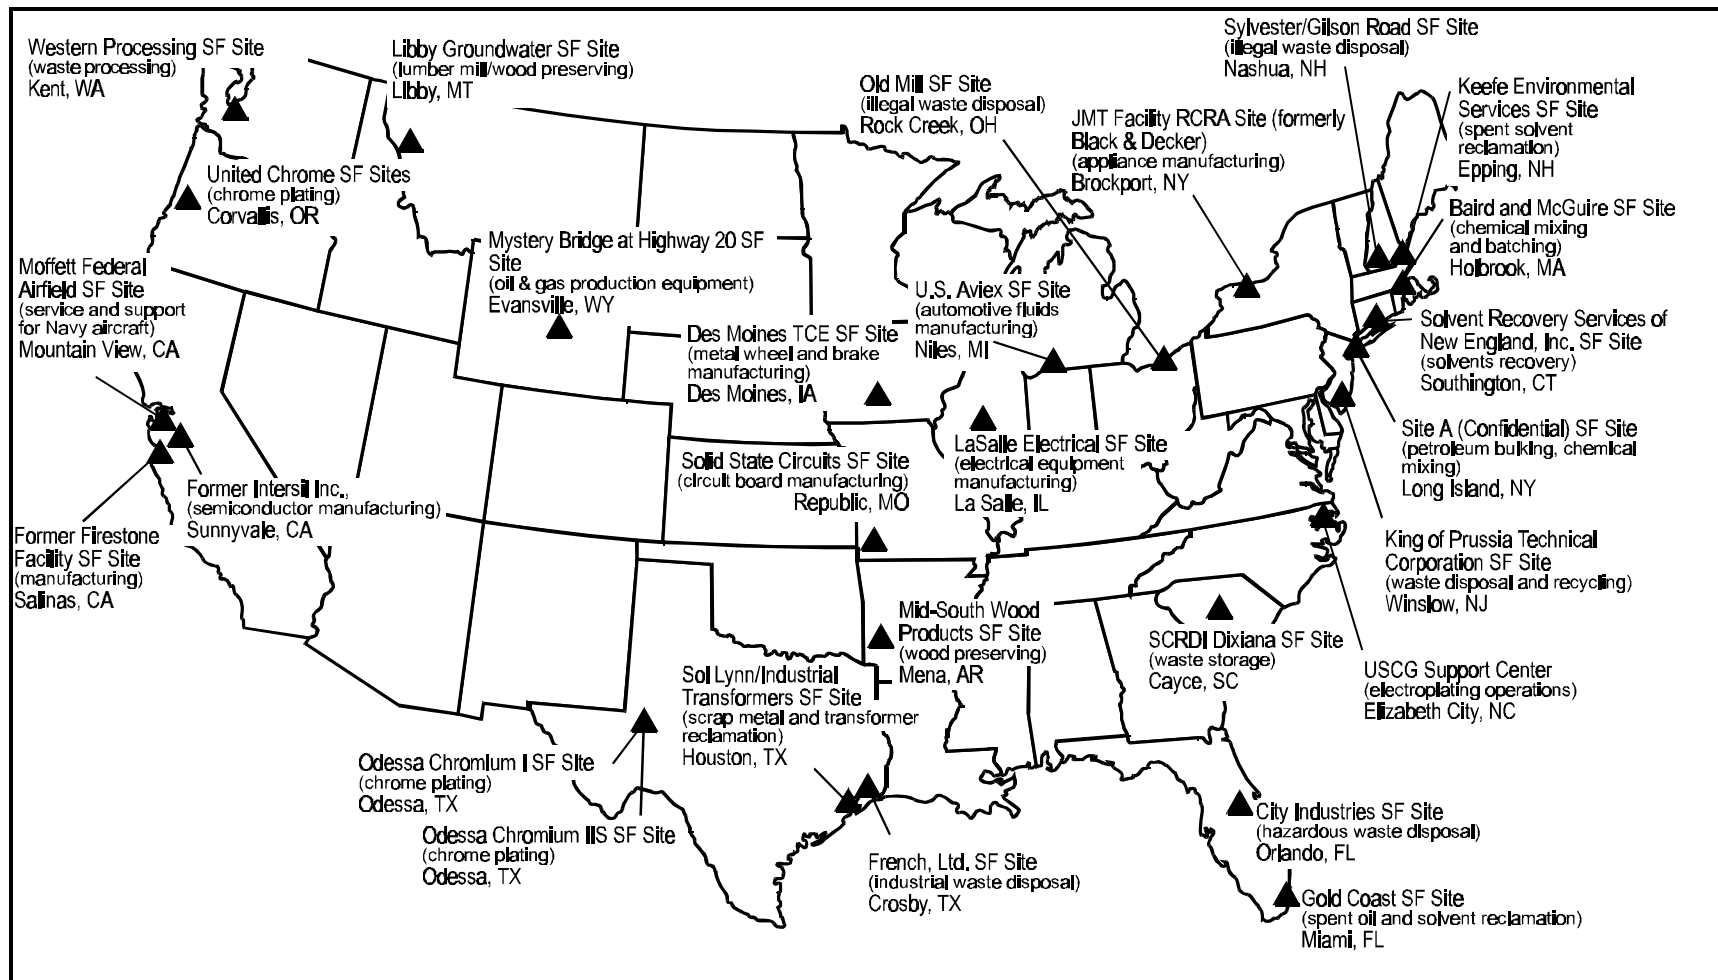 Western Processing SF Site
(waste processing)
Kent, WA
Libby Groundwater SF Site
(lumber mill/wood preserving)
Libby, MT
Old Mill SF Site
(illegal waste disposal)
Rock Creek, OH
Sylvester/Gilson Road SF Site
(illegal waste disposal)
Nashua, NH
Keefe Environmental
Services SF Site
(spent solvent
reclamation)
Epping, NH
JMT Facility RCRA Site (formerly
Black & Decker)
(appliance manufacturing)
Brockport, NY
United Chrome SF Sites
(chrome plating)
Corvallis, OR
Baird and McGuire SF Site
(chemical mixing
and batching)
Holbrook, MA
Mystery Bridge at Highway 20 SF
Site
(oil & gas production equipment)
Evansville, WY
Moffett Federal
Airfield SF Site
(service and support
for Navy aircraft)
Mountain View, CA
U.S. Aviex SF Site
(automotive fluids
manufacturing)
Niles, MI
Des Moines TCE SF Site
(metal wheel and brake
manufacturing)
Des Moines, IA
Solvent Recovery Services of
New England, Inc. SF Site
(solvents recovery)
Southington, CT
Site A (Confidential) SF Site
(petroleum bulking, chemical
mixing)
Long Island, NY
LaSalle Electrical SF Site
(electrical equipment
manufacturing)
La Salle, IL
Solid State Circuits SF Site
(circuit board manufacturing)
Republic, MO
Former Intersil Inc.,
(semiconductor manufacturing)
Sunnyvale, CA
Former Firestone
Facility SF Site
(manufacturing)
Salinas, CA
King of Prussia Technical
Corporation SF Site
(waste disposal and recycling)
Winslow, NJ
Mid-South Wood
Products SF Site
(wood preserving)
Mena, AR
SCRDI Dixiana SF Site
(waste storage)
Cayce, SC
USCG Support Center
(electroplating operations)
Elizabeth City, NC
Sol Lynn/Industrial
Transformers SF Site
(scrap metal and transformer
reclamation)
Houston, TX
Odessa Chromium I SF Site
(chrome plating)
Odessa, TX
Odessa Chromium IIS SF Site
(chrome plating)
Odessa, TX
French, Ltd. SF Site
(industrial waste disposal)
Crosby, TX
City Industries SF Site
(hazardous waste disposal)
Orlando, FL
Gold Coast SF Site
(spent oil and solvent reclamation)
Miami, FL